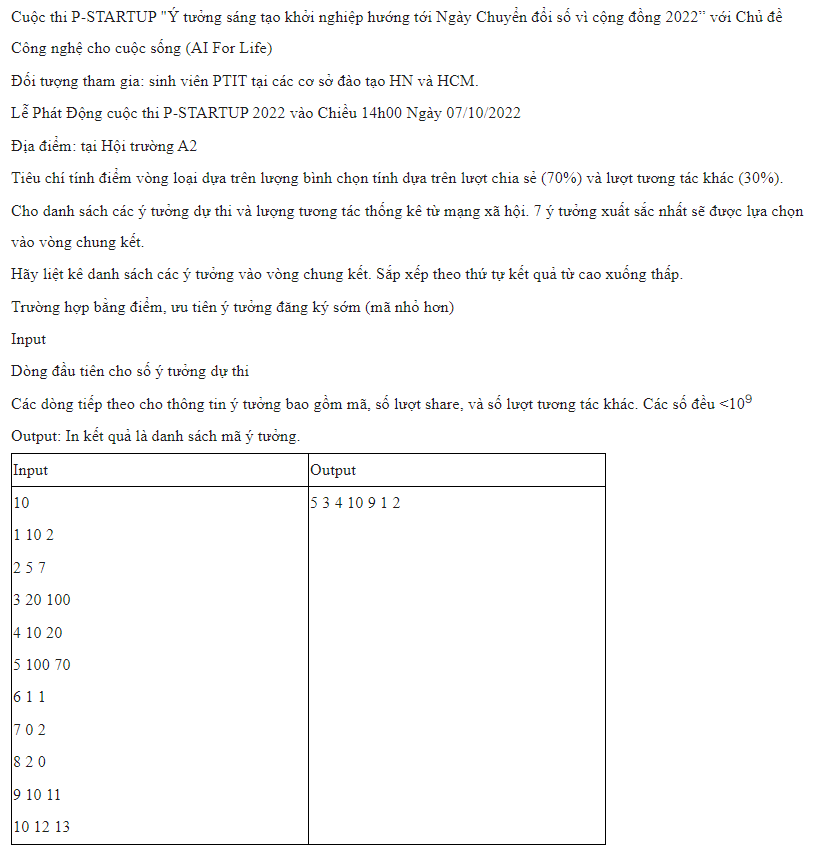 Cuộc thi P-STARTUP "Ý tưởng sáng tạo khởi nghiệp hướng tới Ngày Chuyển đổi số vì cộng đồng 2022” với Chủ đề
Công nghệ cho cuộc sống (AI For Life)
Đối tượng tham gia: sinh viên PTIT tại các cơ sở đào tạo HN và HCM.
Lễ Phát Động cuộc thi P-STARTUP 2022 vào Chiều 14h00 Ngày 07/10/2022
Địa điểm: tại Hội trường A2
Tiêu chí tính điểm vòng loại dựa trên lượng bình chọn tính dựa trên lượt chia sẻ (70%) và lượt tương tác khác (30%).
Cho danh sách các ý tưởng dự thi và lượng tương tác thống kê từ mạng xã hội. 7 ý tưởng xuất sắc nhất sẽ được lựa chọn
vào vòng chung kết.
Hãy liệt kê danh sách các ý tưởng vào vòng chung kết. Sắp xếp theo thứ tự kết quả từ cao xuống thấp.
Trường hợp bằng điểm, ưu tiên ý tưởng đăng ký sớm (mã nhỏ hơn)
Input
Dòng đầu tiên cho số ý tưởng dự thi
Các dòng tiếp theo cho thông tin ý tưởng bao gồm mã, số lượt share, và số lượt tương tác khác. Các số đều <10⁹
Output: In kết quả là danh sách mã ý tưởng.
Input Output
10 5 3 4 10 9 1 2
1 10 2
2 5 7
3 20 100
4 10 20
5 100 70
6 1 1
7 0 2
8 2 0
9 10 11
10 12 13